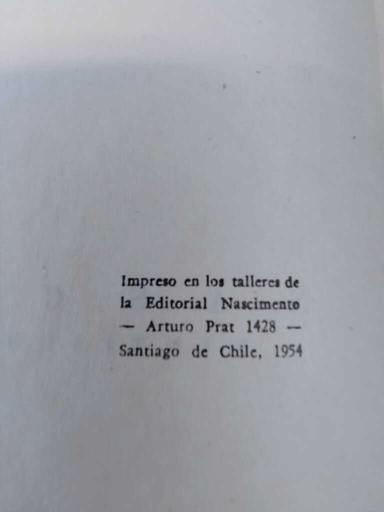 Impreso en los talleres de
la Editorial Nascimento
— Arturo Prat 1428 —
Santiago de Chile, 1954